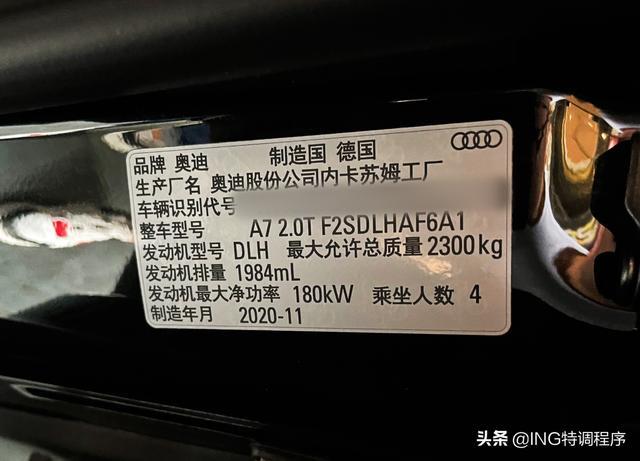 品牌 奥迪 制造国 德国
生产厂名 奥迪股份公司内卡苏姆工厂
车辆识别代号
整车型号 A7 2.0T F2SDLHAF6A1
发动机型号 DLH 最大允许总质量 2300kg
发动机排量 1984mL
发动机最大净功率 180kW 乘坐人数 4
制造年月 2020-11
头条 @ING特调程序